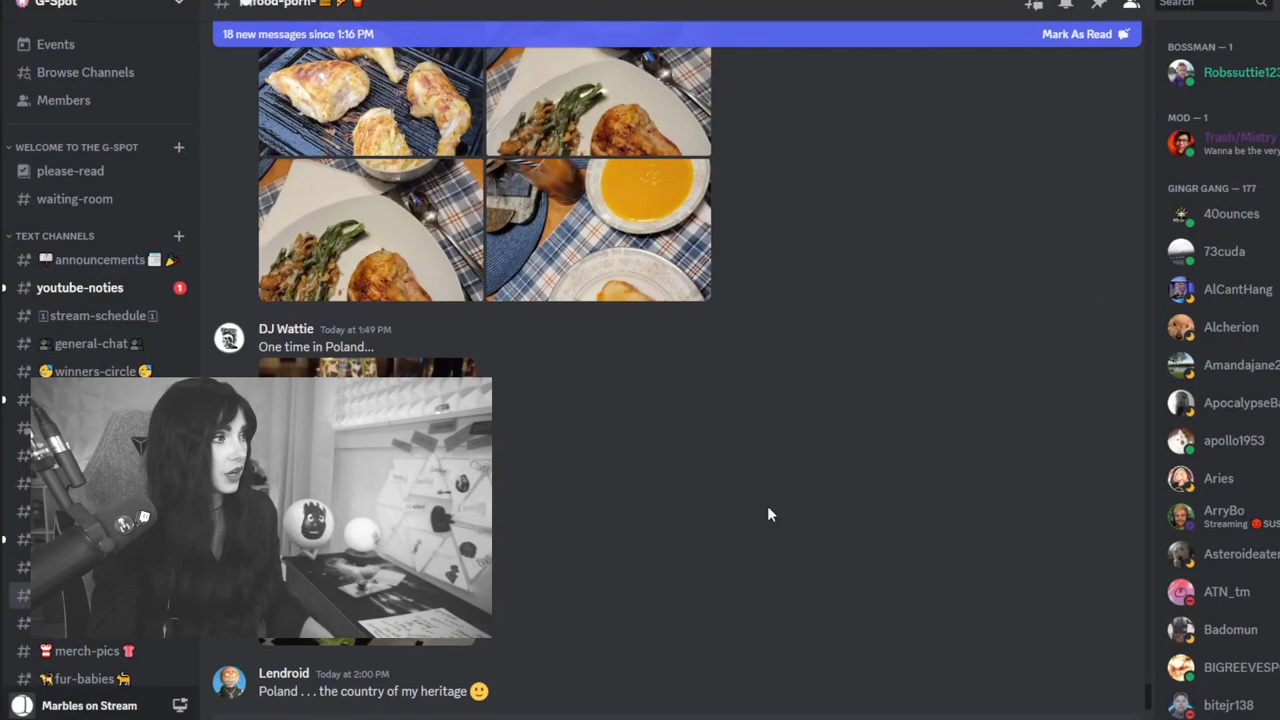 G-Spot
Search
18 new messages since 1:16 PM
Mark As Read
Events
Browse Channels
Members
WELCOME TO THE G-SPOT
please-read
waiting-room
TEXT CHANNELS
announcements
youtube-noties
1
stream-schedule
general-chat
winners-circle
merch-pics
fur-babies
Marbles on Stream
DJ Wattie Today at 1:49 PM
One time in Poland...
Lendroid Today at 2:00 PM
Poland . . . the country of my heritage
BOSSMAN — 1
Robssuttie123
MOD — 1
Trash/Mistry
Wanna be the very
GINGR GANG — 177
40ounces
73cuda
AlCantHang
Alcherion
Amandajane2
ApocalypseBa
apollo1953
Aries
ArryBo
Streaming SUS
Asteroideater
ATN_tm
Badomun
BIGREEVESP
bitejr138